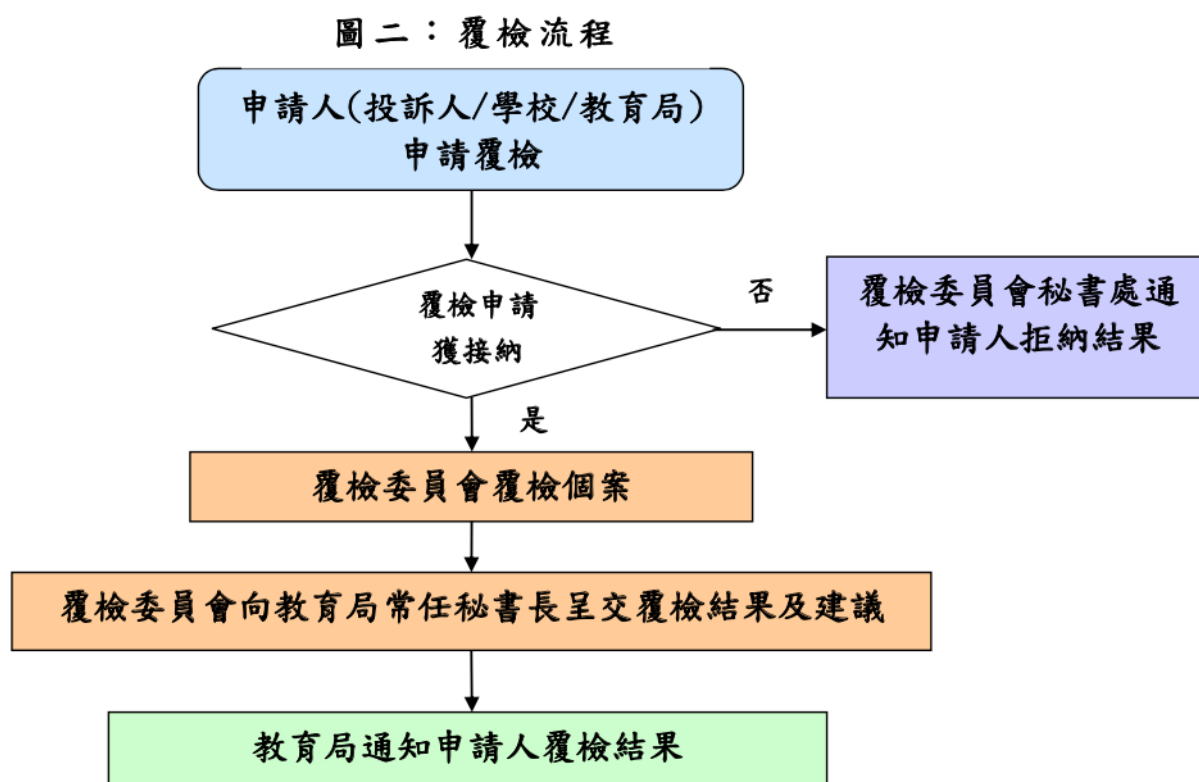 圖二：覆檢流程
申請人(投訴人/學校/教育局)
申請覆檢
覆檢申請
獲接納
否
覆檢委員會秘書處通
知申請人拒納結果
是
覆檢委員會覆檢個案
覆檢委員會向教育局常任秘書長呈交覆檢結果及建議
教育局通知申請人覆檢結果